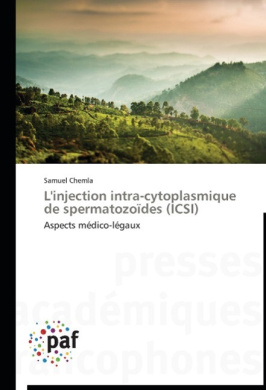 Samuel Chemla
L'injection intra-cytoplasmique
de spermatozoïdes (ICSI)
Aspects médico-légaux
presses
académiques
francophones
paf